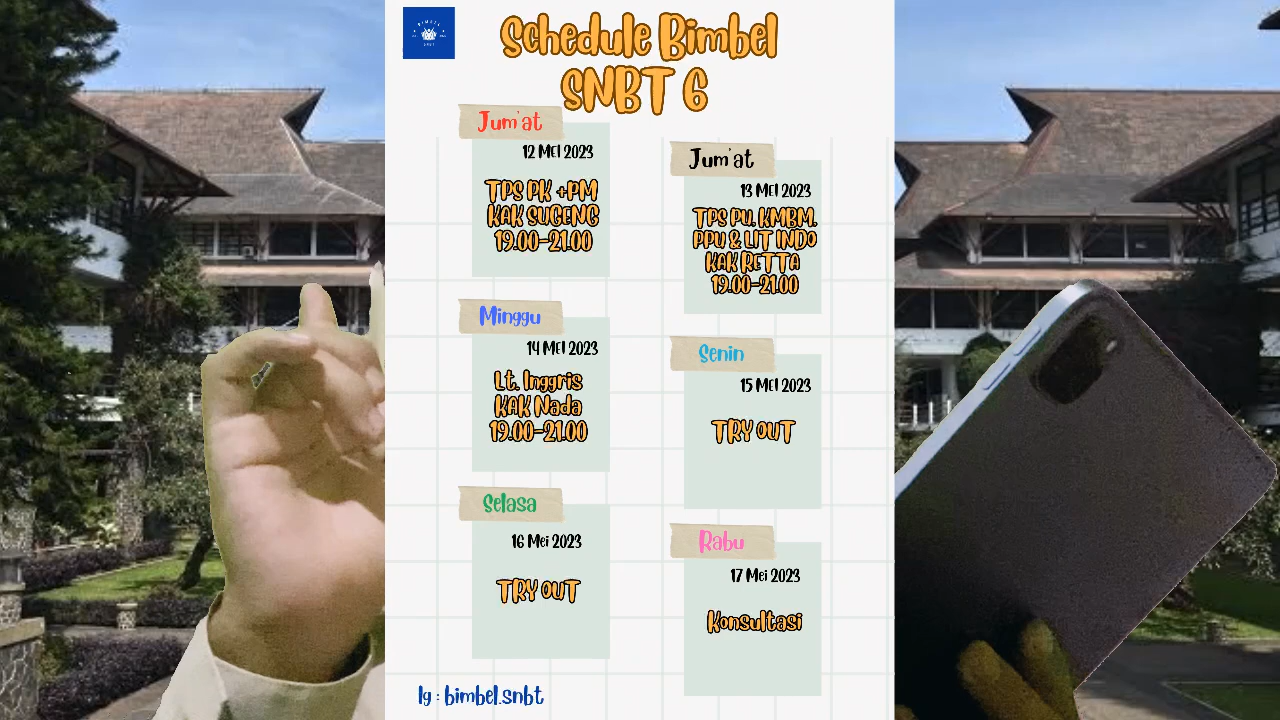 BIMBEL
SNBT
Schedule Bimbel
SNBT 6
Jum'at
12 MEI 2023
TPS PK +PM
KAK SUGENG
19.00-21.00
Jum'at
13 MEI 2023
TPS PU, KMBM,
PPU & LIT INDO
KAK RETTA
19.00-21.00
Minggu
14 MEI 2023
Lt. Inggris
KAK Nada
19.00-21.00
Senin
15 MEI 2023
TRY OUT
Selasa
16 Mei 2023
TRY OUT
Rabu
17 Mei 2023
Konsultasi
Ig : bimbel.snbt